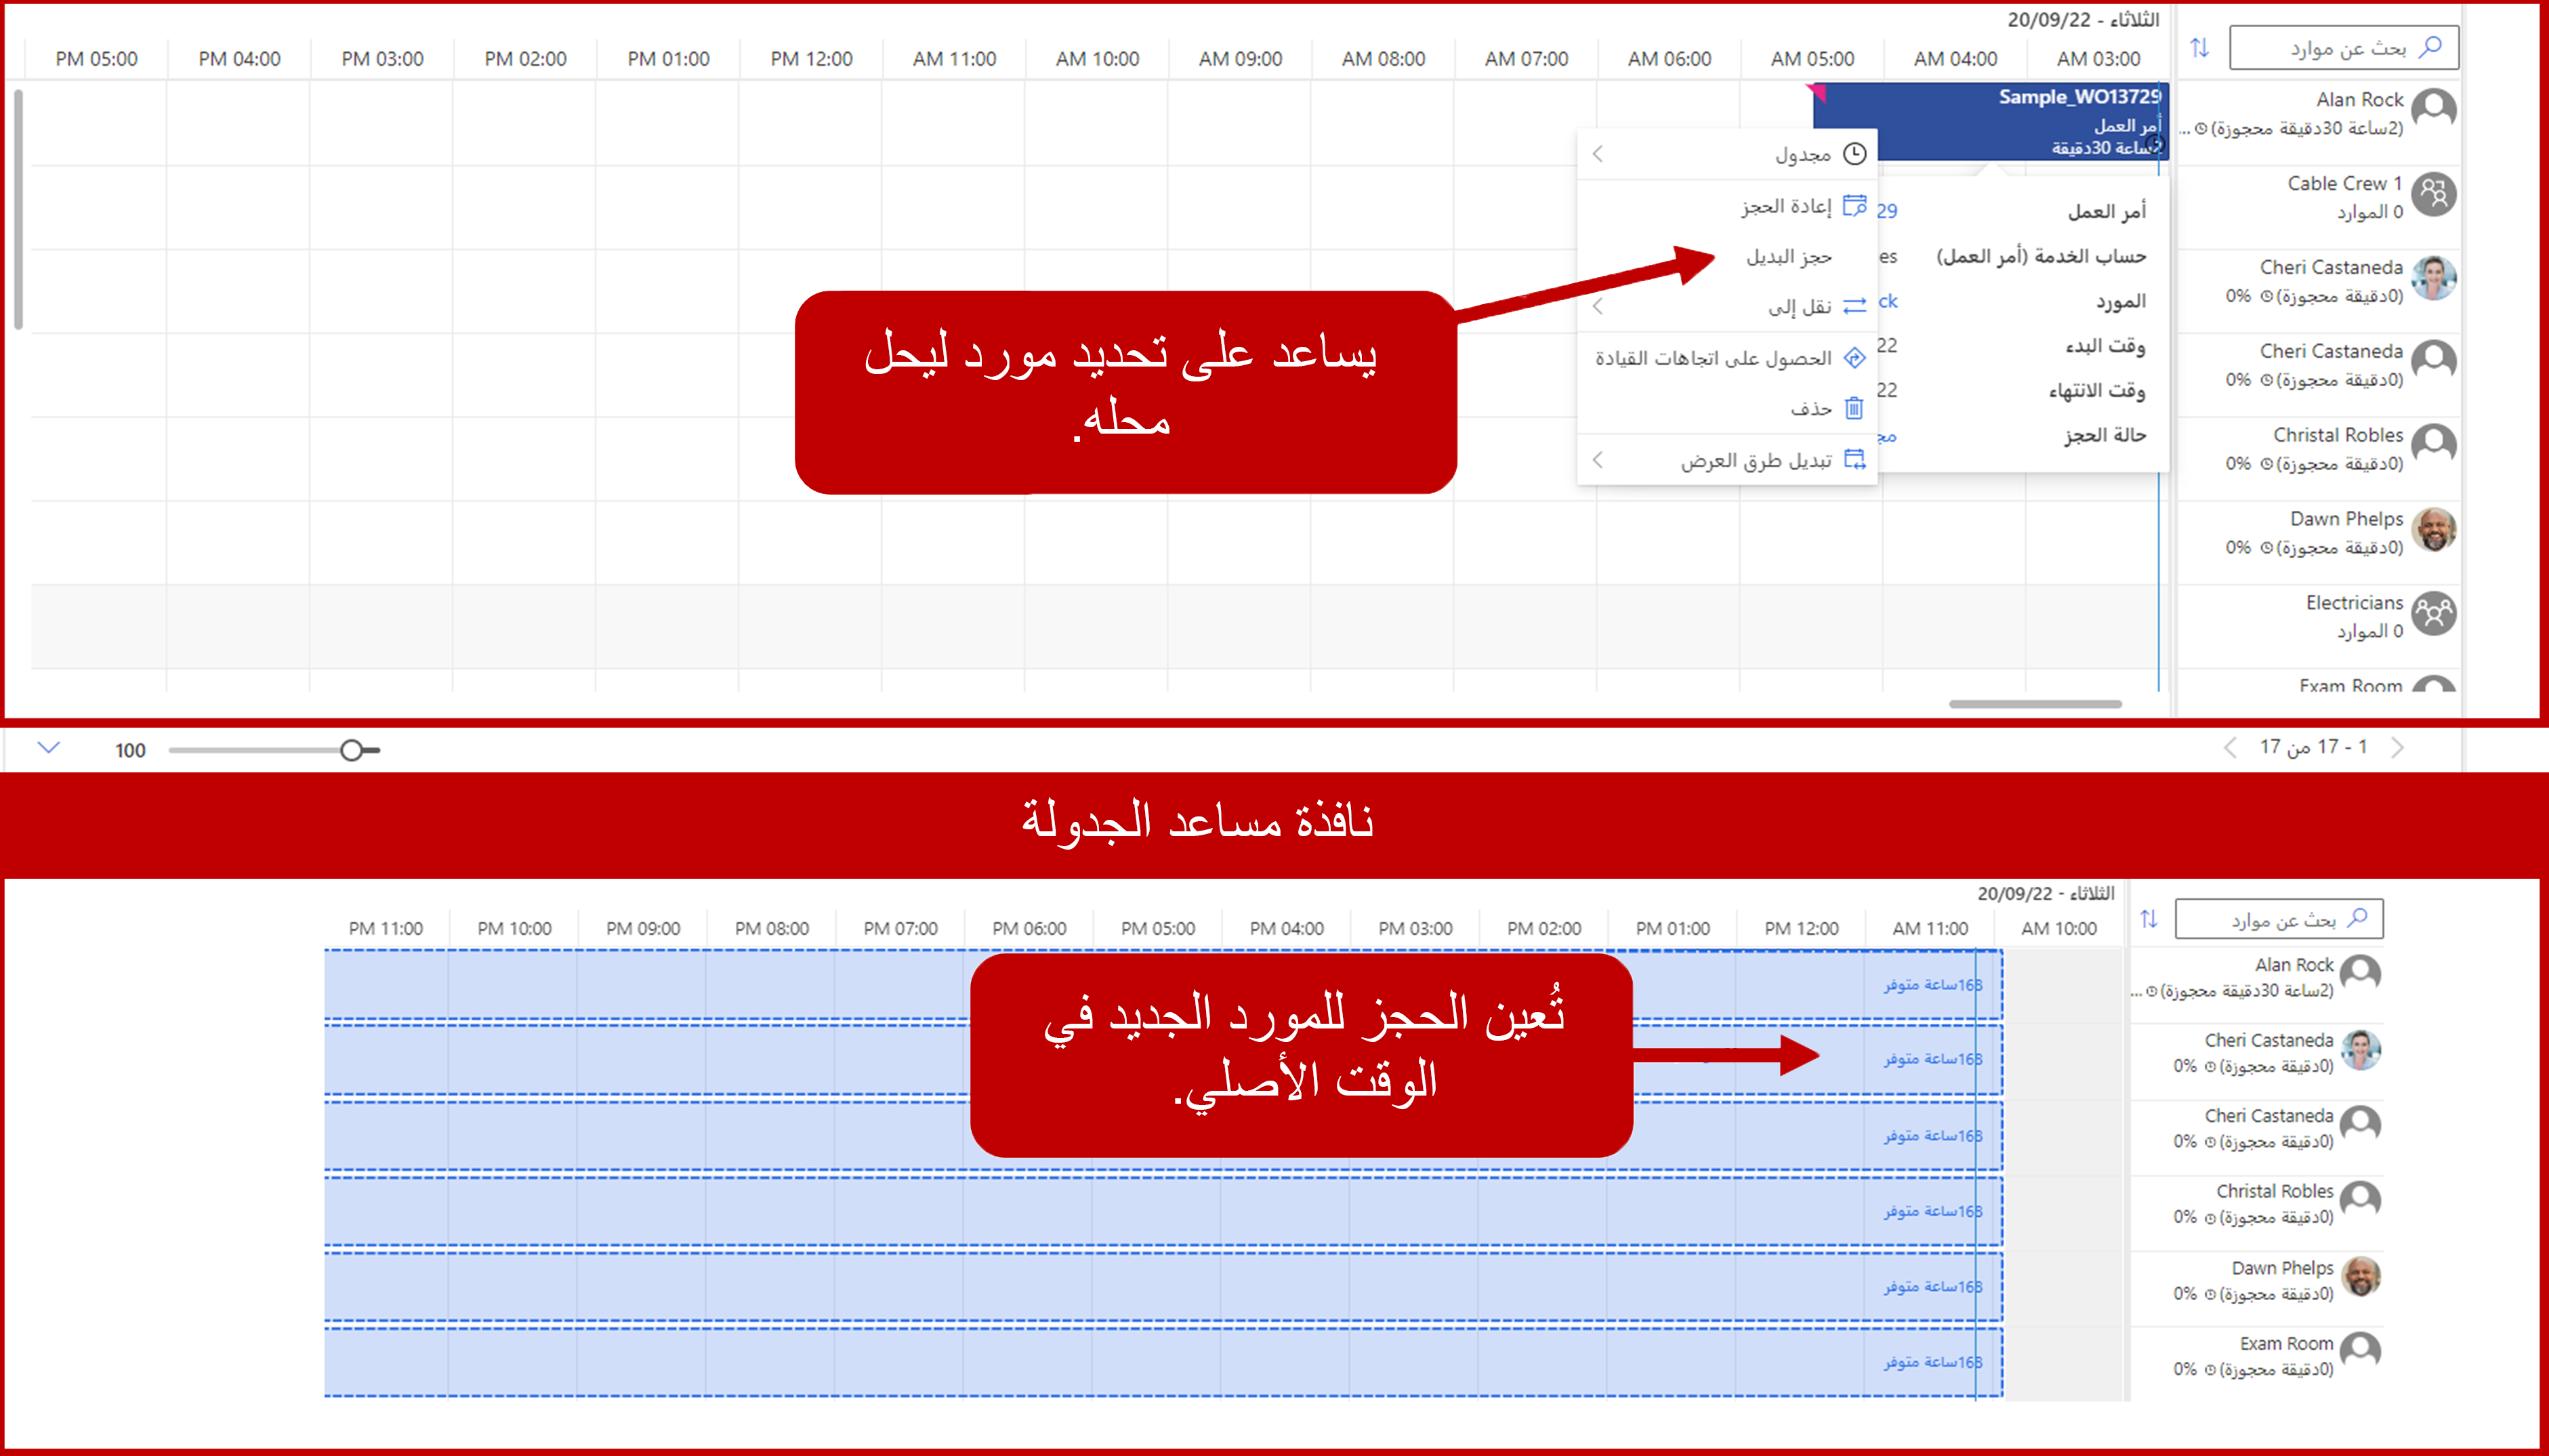 الثلاثاء - 20/09/22
بحث عن موارد
AM 03:00
AM 04:00
AM 05:00
AM 06:00
AM 07:00
AM 08:00
AM 09:00
AM 10:00
AM 11:00
PM 12:00
PM 01:00
PM 02:00
PM 03:00
PM 04:00
PM 05:00
Alan Rock
(2ساعة 30دقيقة محجوزة) ...
Cable Crew 1
0 الموارد
Cheri Castaneda
(0دقيقة محجوزة) 0%
Cheri Castaneda
(0دقيقة محجوزة) 0%
Christal Robles
(0دقيقة محجوزة) 0%
Dawn Phelps
(0دقيقة محجوزة) 0%
Electricians
0 الموارد
Exam Room
Sample_WO13729
أمر العمل
2ساعة 30دقيقة
أمر العمل
29
حساب الخدمة (أمر العمل)
es
المورد
ck
وقت البدء
22
وقت الانتهاء
22
حالة الحجز
مج
مجدول
إعادة الحجز
حجز البديل
نقل إلى
الحصول على اتجاهات القيادة
حذف
تبديل طرق العرض
يساعد على تحديد مورد ليحل
محله.
1 - 17 من 17
100
نافذة مساعد الجدولة
الثلاثاء - 20/09/22
بحث عن موارد
AM 10:00
AM 11:00
PM 12:00
PM 01:00
PM 02:00
PM 03:00
PM 04:00
PM 05:00
PM 06:00
PM 07:00
PM 08:00
PM 09:00
PM 10:00
PM 11:00
Alan Rock
(2ساعة 30دقيقة محجوزة) ...
168ساعة متوفر
Cheri Castaneda
(0دقيقة محجوزة) 0%
168ساعة متوفر
Cheri Castaneda
(0دقيقة محجوزة) 0%
168ساعة متوفر
Christal Robles
(0دقيقة محجوزة) 0%
168ساعة متوفر
Dawn Phelps
(0دقيقة محجوزة) 0%
168ساعة متوفر
Exam Room
(0دقيقة محجوزة) 0%
168ساعة متوفر
تُعين الحجز للمورد الجديد في
الوقت الأصلي.